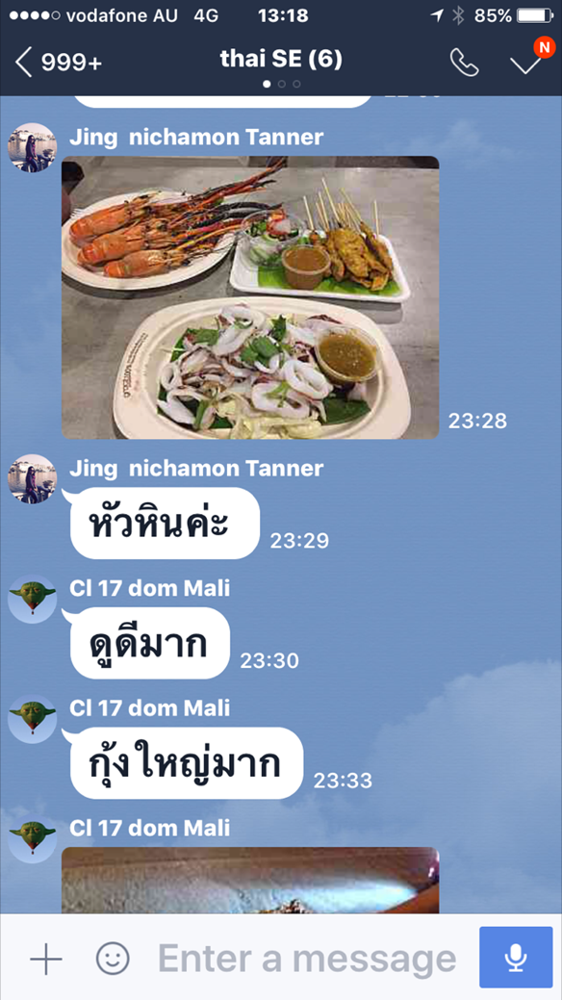 vodafone AU 4G 13:18 85%
999+ thai SE (6) N
Jing nichamon Tanner
23:28
Jing nichamon Tanner
หัวหินค่ะ 23:29
Cl 17 dom Mali
ดูดีมาก 23:30
Cl 17 dom Mali
กุ้งใหญ่มาก 23:33
Cl 17 dom Mali
Enter a message